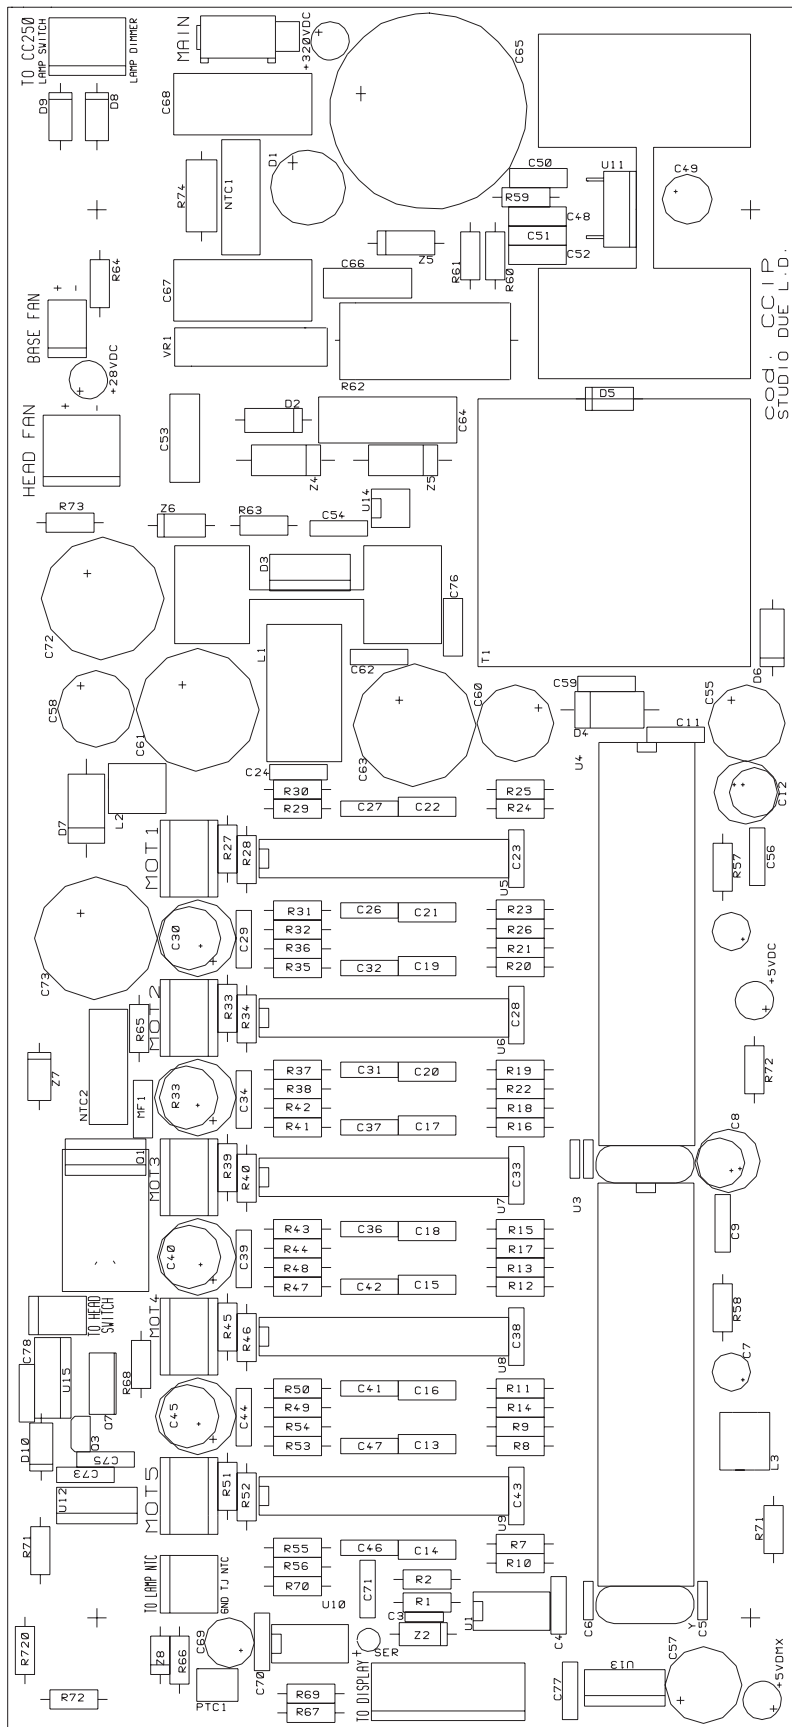 TO CC250
LAMP SWITCH
LAMP DIMMER
MAIN
+320VDC
C65
D9
D8
C68
D1
R74
NTC1
C50
U11
C49
R59
C48
C51
C52
Z5
R61
R60
R64
C67
C66
BASE FAN
VR1
R62
+28VDC
cod. CCIP
STUDIO DUE L.D.
HEAD FAN
D2
C53
C64
D5
Z4
Z5
U14
R73
Z6
R63
C54
D3
C76
C72
L1
T1
C62
D6
C58
C61
C63
C60
C59
D4
C55
C11
U4
C24
C12
D7
L2
R30
R29
C27
C22
R25
R24
MOT1
R27
R28
U5
C23
R57
C56
R31
C26
C21
R23
C30
C29
R32
R26
R36
R21
R35
C32
C19
R20
C73
+5VDC
MOT2
R65
R33
R34
U6
C28
Z7
NTC2
MF1
R37
C31
C20
R19
R72
R33
C34
R38
R22
R42
R18
R41
C37
C17
R16
C8
Q1
MOT3
R39
R40
U7
C33
U3
C9
R43
C36
C18
R15
C40
C39
R44
R17
R48
R13
R47
C42
C15
R12
TO HEAD
SWITCH
MOT4
R45
R46
U8
C38
R58
C78
U15
R68
C7
R50
C41
C16
R11
Q7
C45
C44
R49
R14
Q3
R54
R9
D10
C75
R53
C47
C13
R8
L3
C73
U12
MOT5
R51
R52
U9
C43
R71
R55
C46
C14
R7
R71
R56
R10
TO LAMP NTC
GND TJ NTC
R70
C71
R2
U10
R1
C3
U1
C4
C6
Y
C5
R720
Z8
R66
C69
C70
SER
Z2
C57
U13
R72
PTC1
R69
R67
TO DISPLAY
C77
+5VDMX